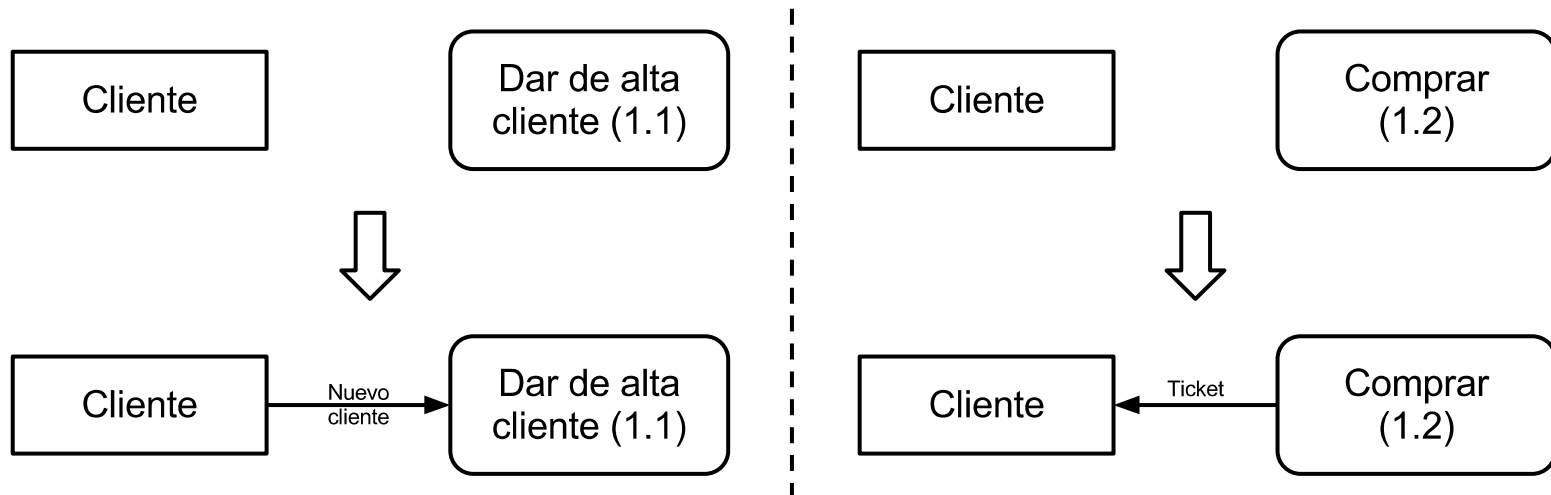 Cliente
Dar de alta
cliente (1.1)
Cliente
Comprar
(1.2)
Cliente
Nuevo
cliente
Dar de alta
cliente (1.1)
Cliente
Ticket
Comprar
(1.2)